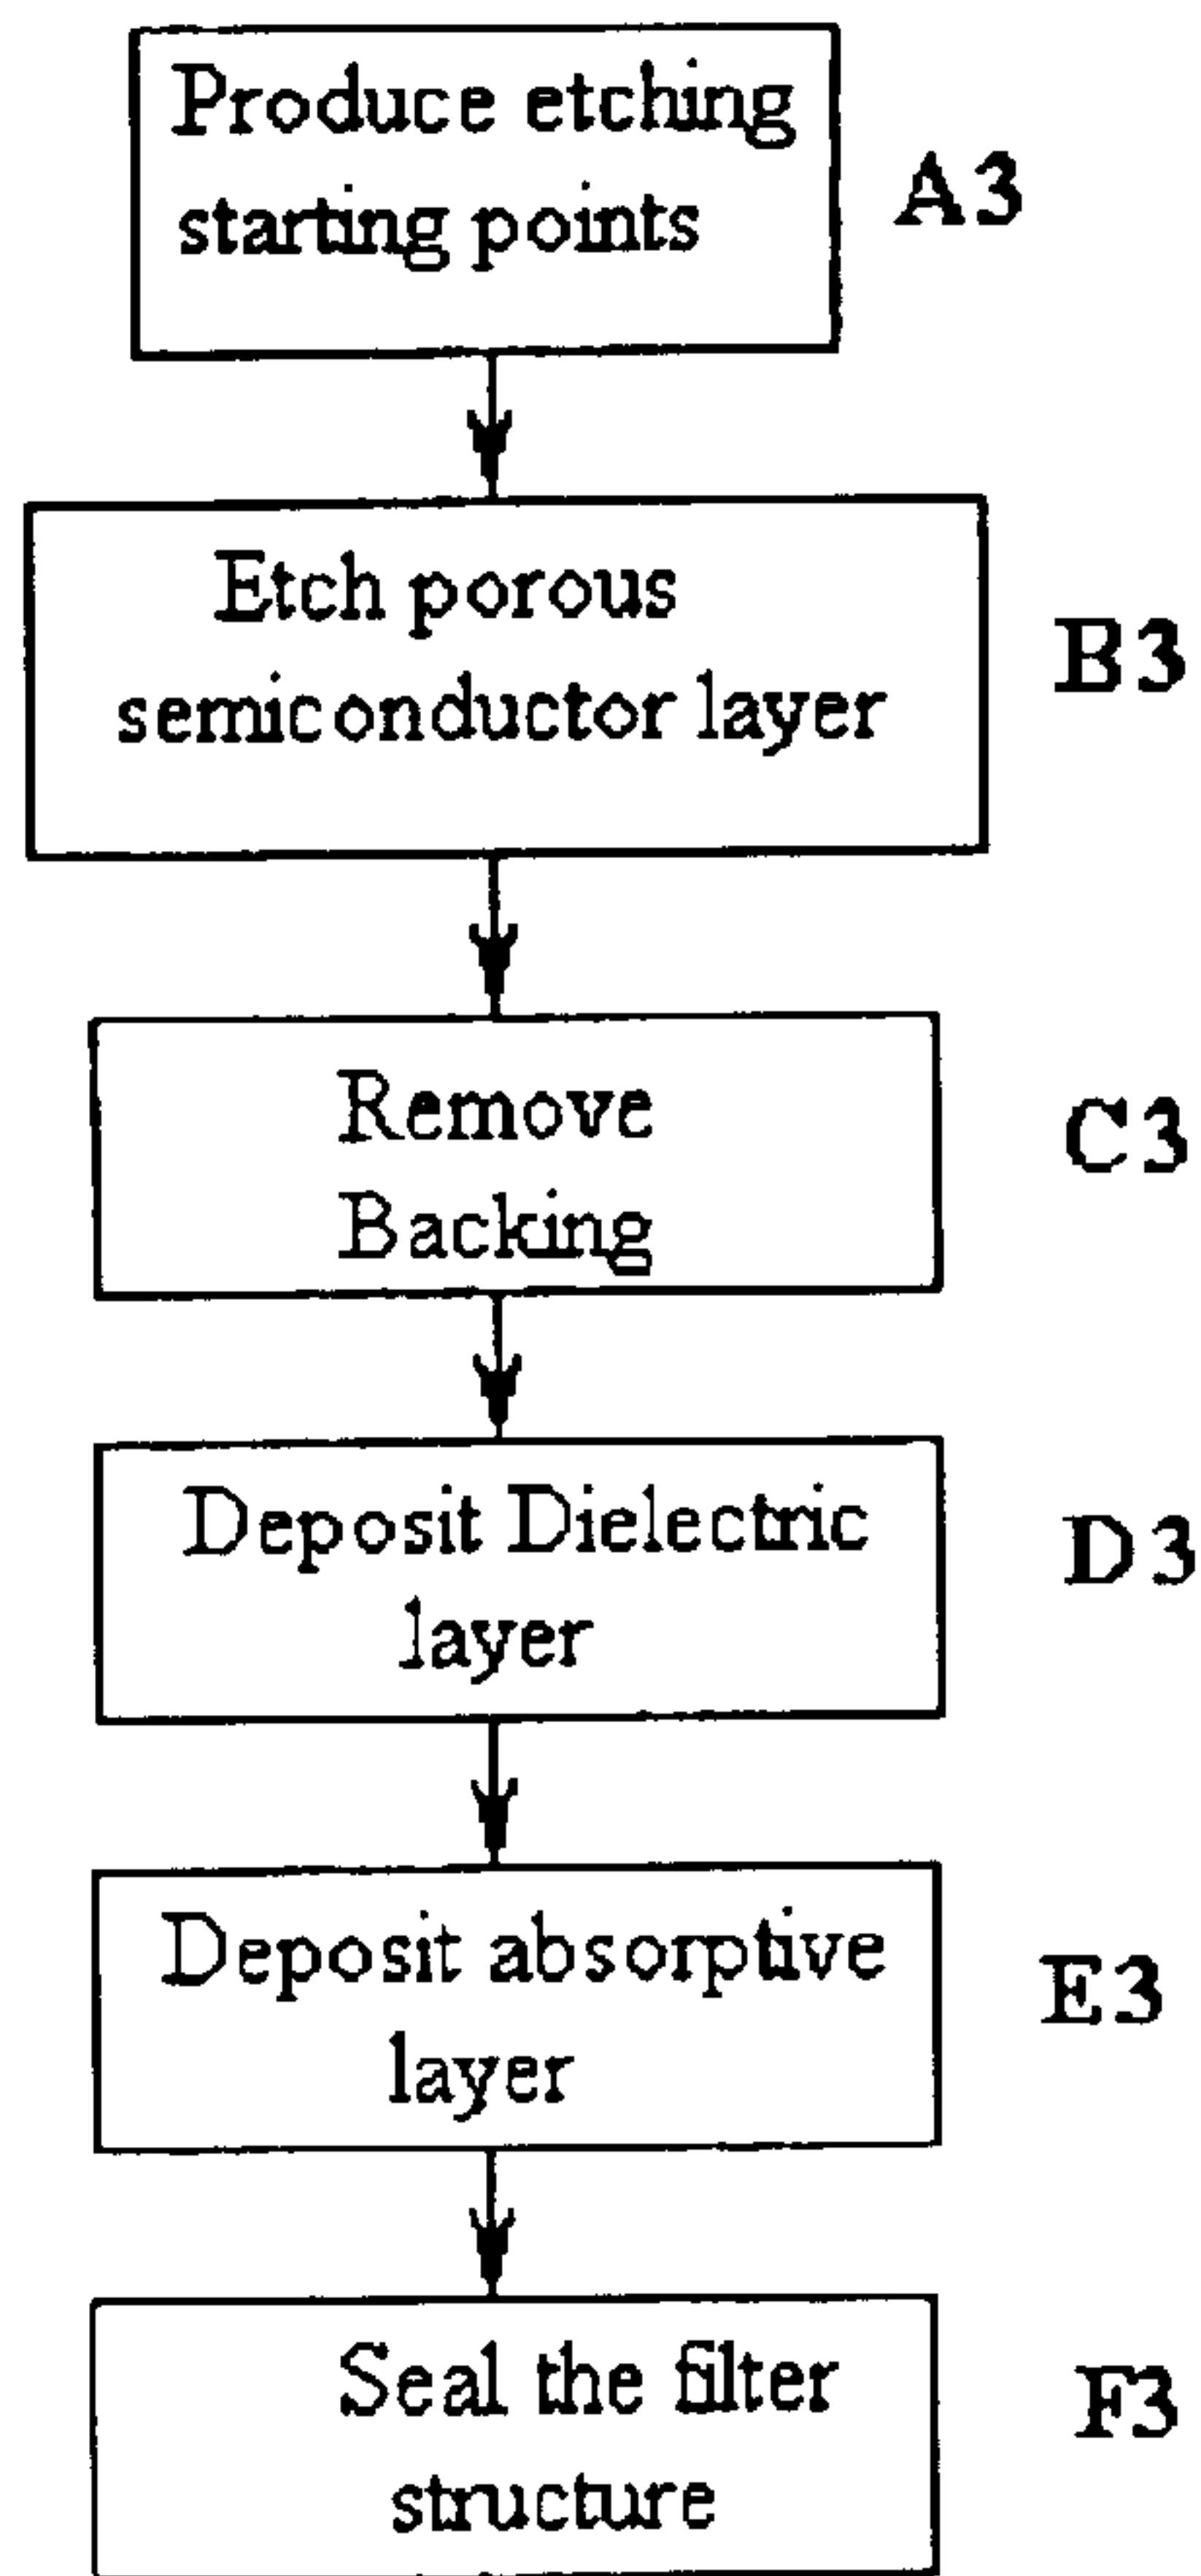 Produce etching
starting points
A3
Etch porous
semiconductor layer
B3
Remove
Backing
C3
Deposit Dielectric
layer
D3
Deposit absorptive
layer
E3
Seal the filter
structure
F3